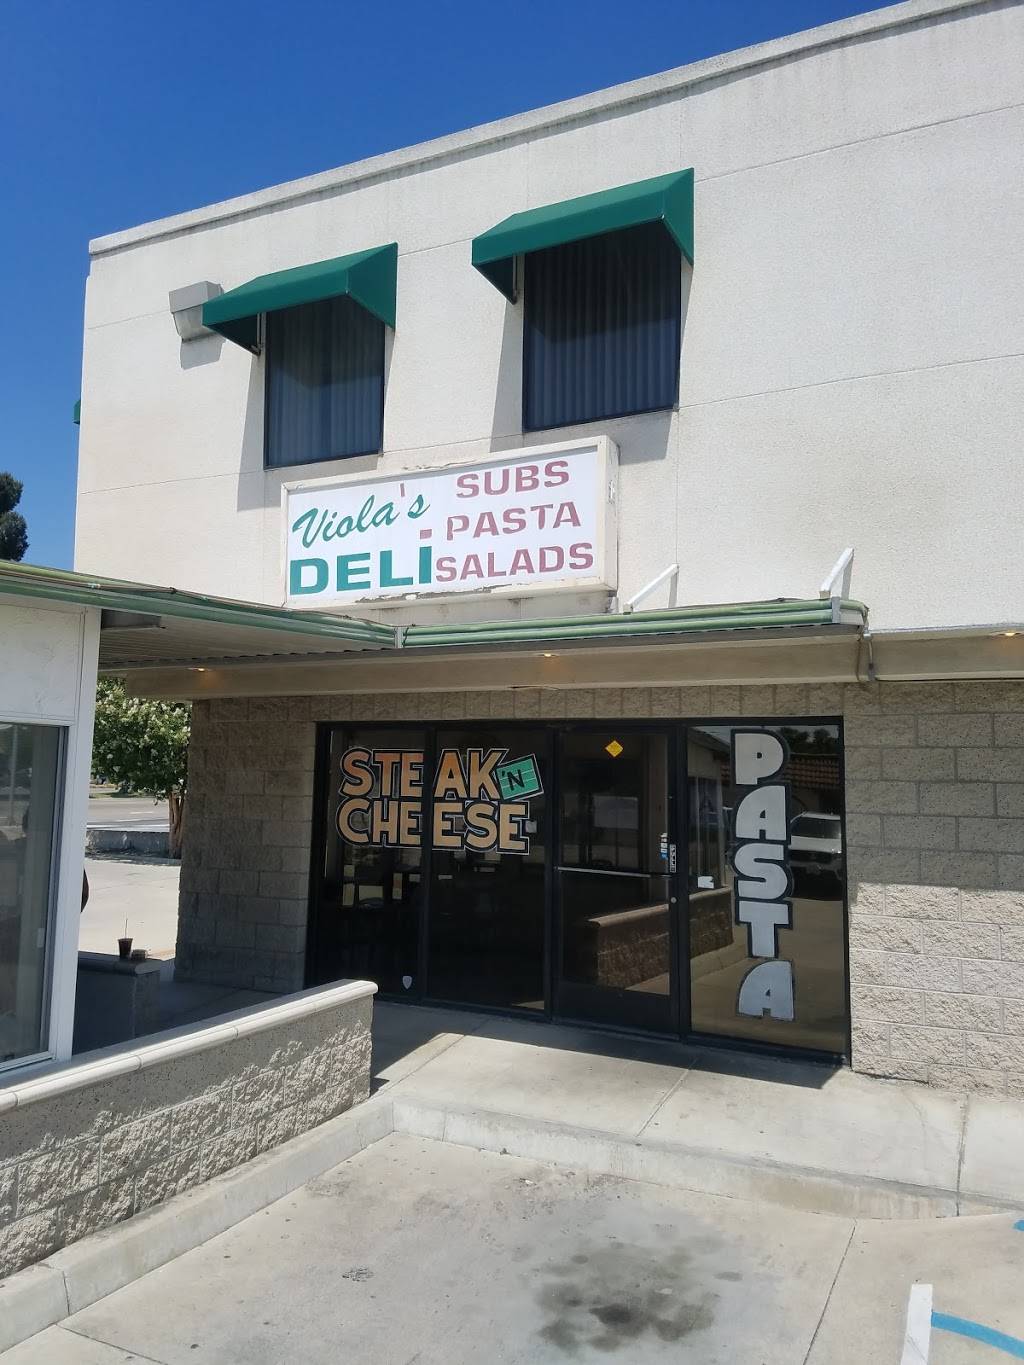 Viola's
DELi
SUBS
PASTA
SALADS
STEAK 'N
CHEESE
PASTA